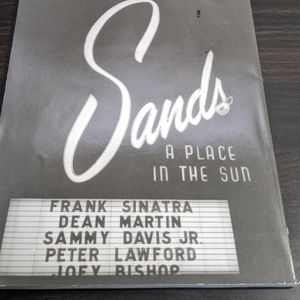 Sands
A PLACE
IN THE SUN
FRANK SINATRA
DEAN MARTIN
SAMMY DAVIS JR.
PETER LAWFORD
JOEY BISHOP